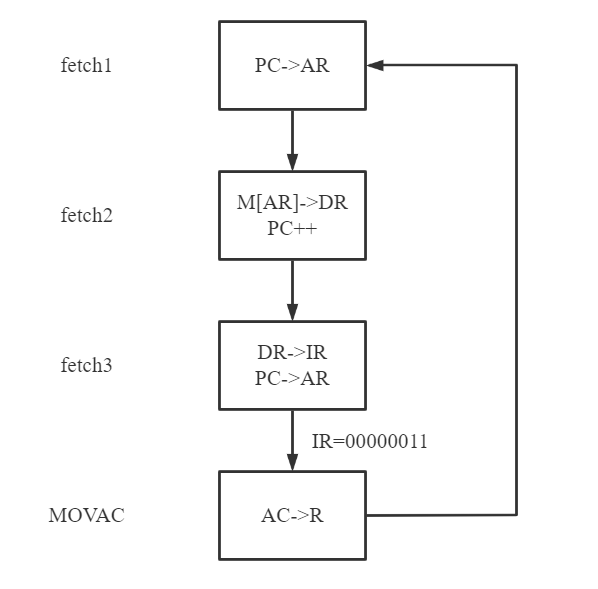 fetch1
PC->AR
fetch2
M[AR]->DR
PC++
fetch3
DR->IR
PC->AR
IR=00000011
MOVAC
AC->R